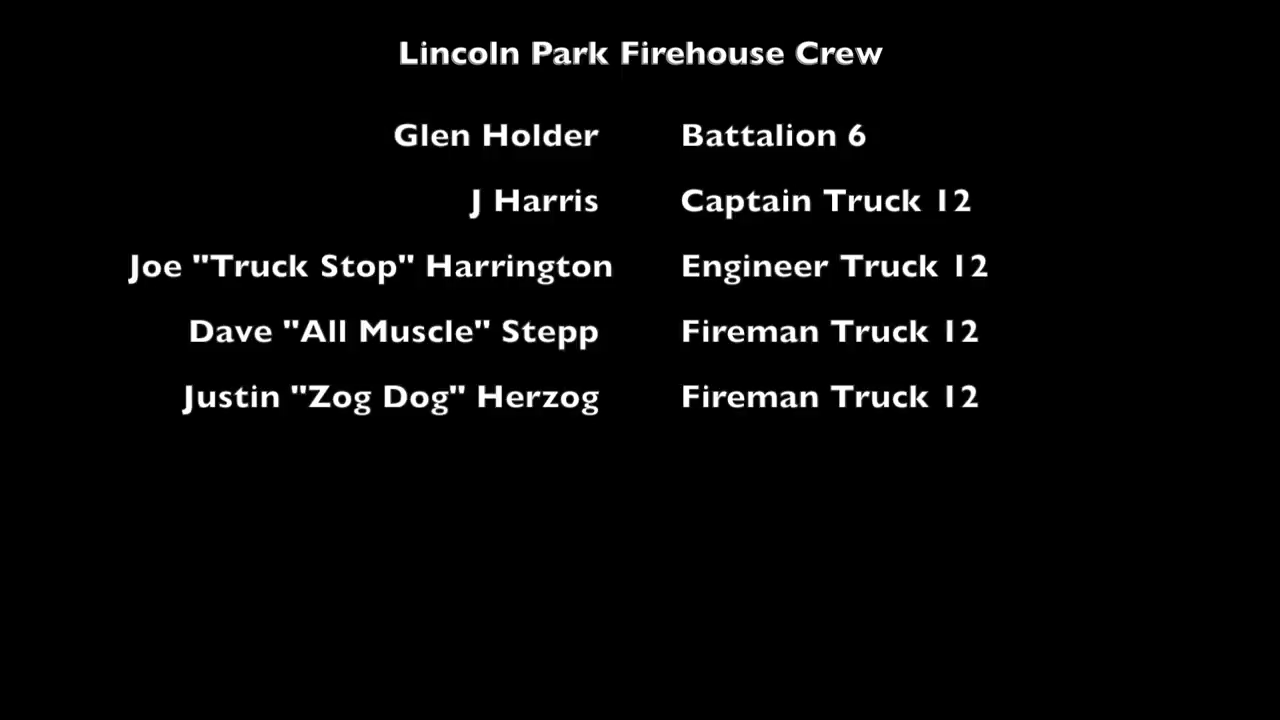 Lincoln Park Firehouse Crew
Glen Holder Battalion 6
J Harris Captain Truck 12
Joe "Truck Stop" Harrington Engineer Truck 12
Dave "All Muscle" Stepp Fireman Truck 12
Justin "Zog Dog" Herzog Fireman Truck 12